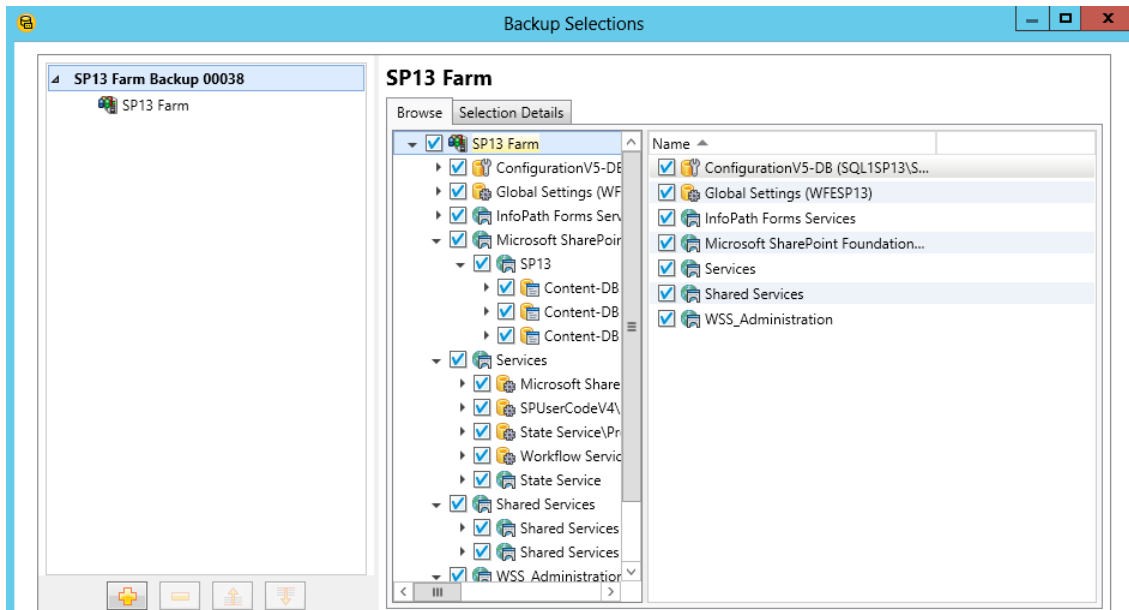 Backup Selections
SP13 Farm Backup 00038
SP13 Farm
SP13 Farm
Browse
Selection Details
SP13 Farm
ConfigurationV5-DB
Global Settings (WF
InfoPath Forms Serv
Microsoft SharePoir
SP13
Content-DB
Content-DB
Content-DB
Services
Microsoft Share
SPUserCodeV4\
State Service\Pr
Workflow Servic
State Service
Shared Services
Shared Services
Shared Services
WSS_Administration
Name
ConfigurationV5-DB (SQL1SP13\S...
Global Settings (WFESP13)
InfoPath Forms Services
Microsoft SharePoint Foundation...
Services
Shared Services
WSS_Administration